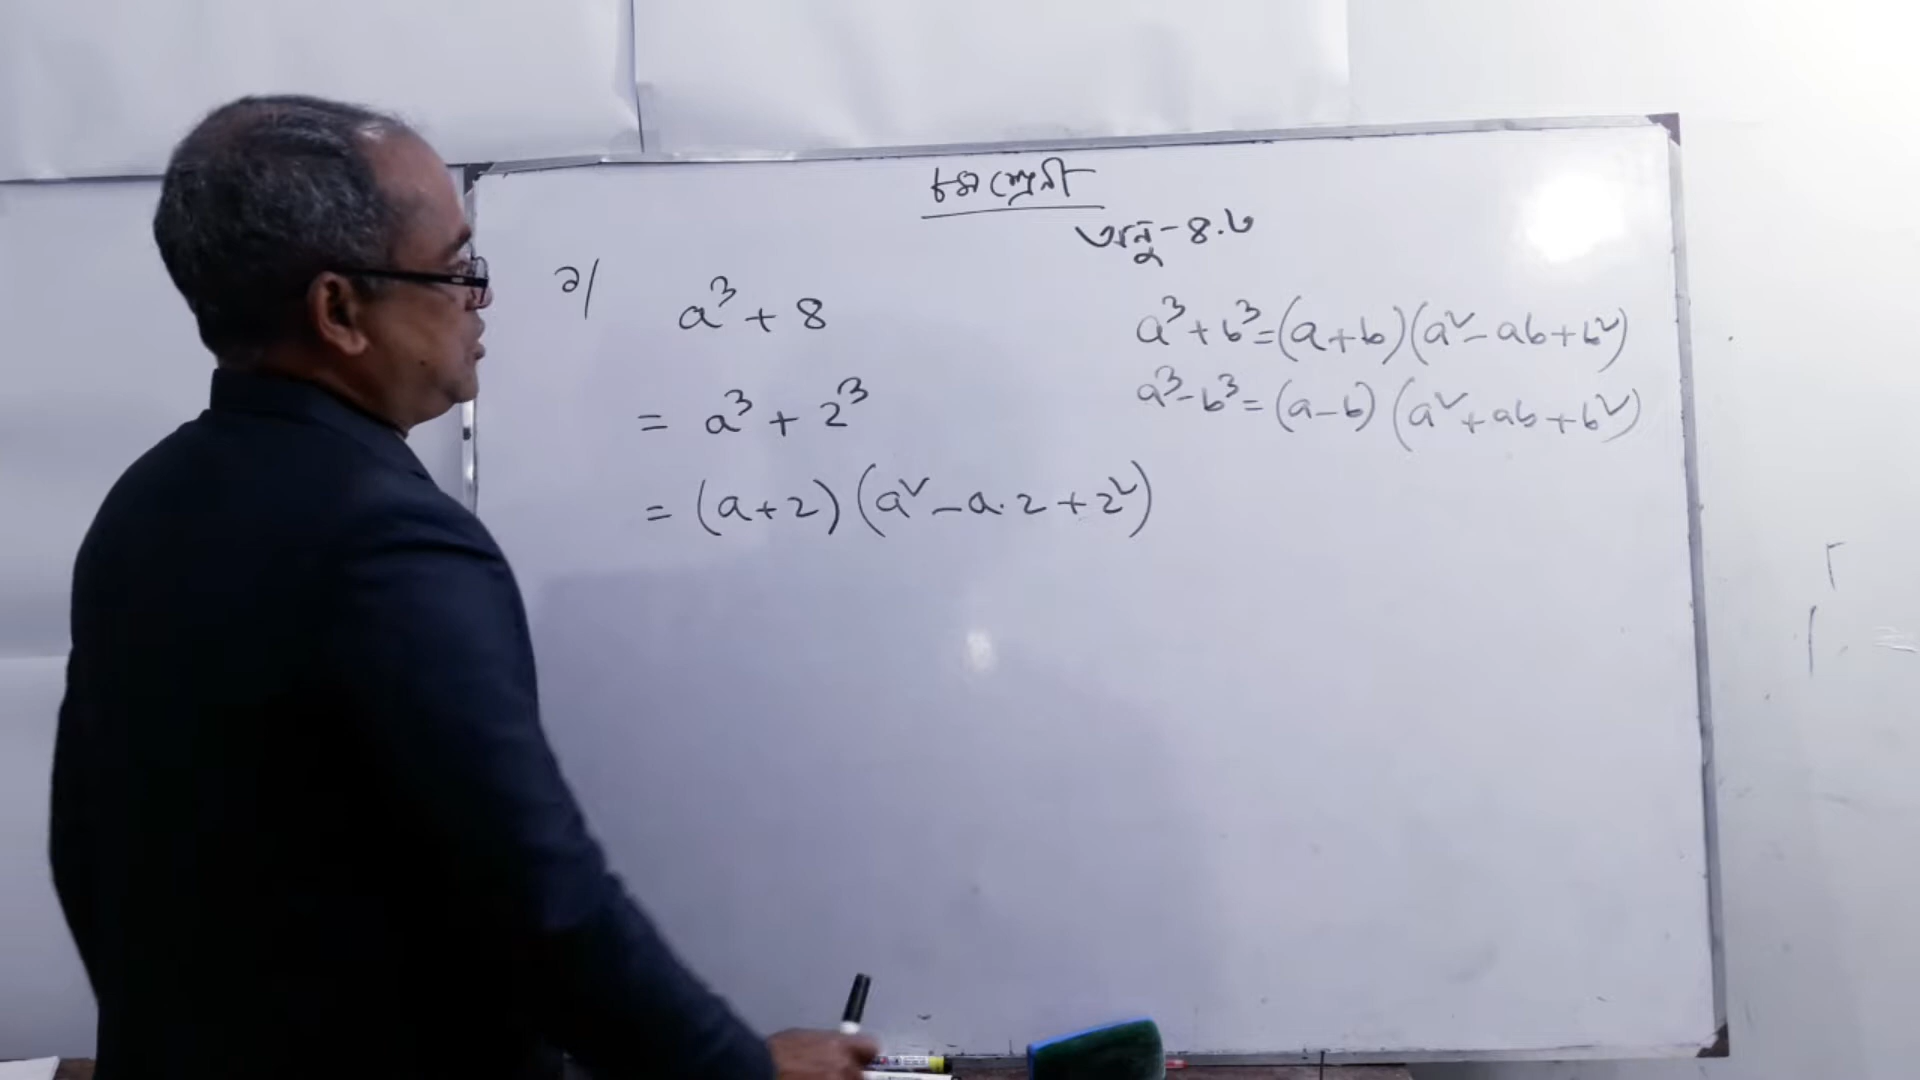 ৮ম শ্রেণী
অনু-৪.৩
১/ a³ + 8
= a³ + 2³
= (a+2) (a² - a.2 + 2²)
a³ + b³ = (a+b) (a² - ab + b²)
a³ - b³ = (a-b) (a² + ab + b²)